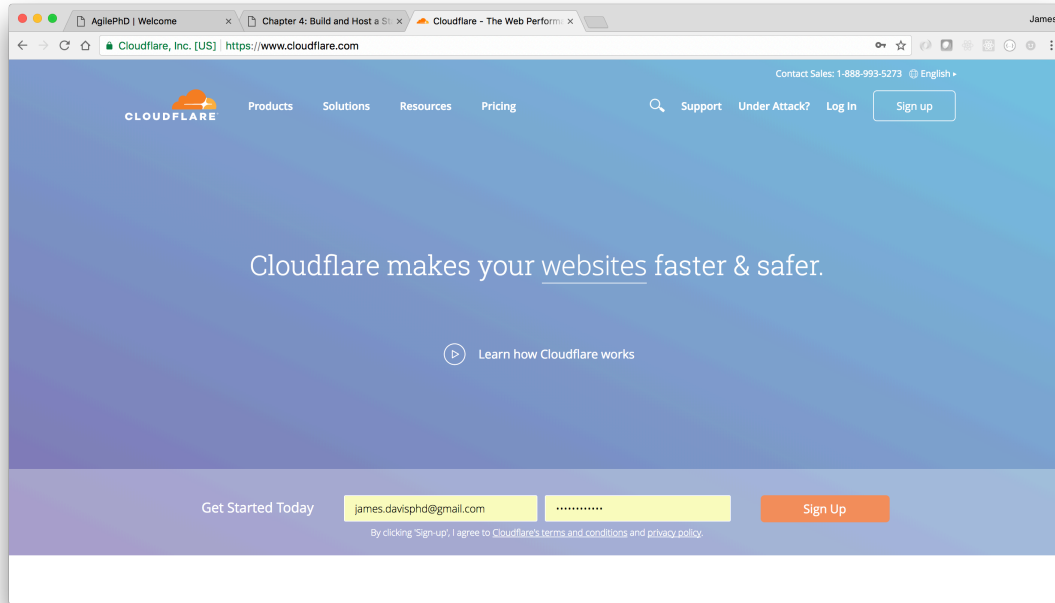 AgilePhD | Welcome
Chapter 4: Build and Host a St
Cloudflare - The Web Performa
James
Cloudflare, Inc. [US] https://www.cloudflare.com
Contact Sales: 1-888-993-5273 English
CLOUDFLARE Products Solutions Resources Pricing Support Under Attack? Log In Sign up
Cloudflare makes your websites faster & safer.
Learn how Cloudflare works
Get Started Today james.davisphd@gmail.com •••••••••••• Sign Up
By clicking 'Sign-up', I agree to Cloudflare's terms and conditions and privacy policy.